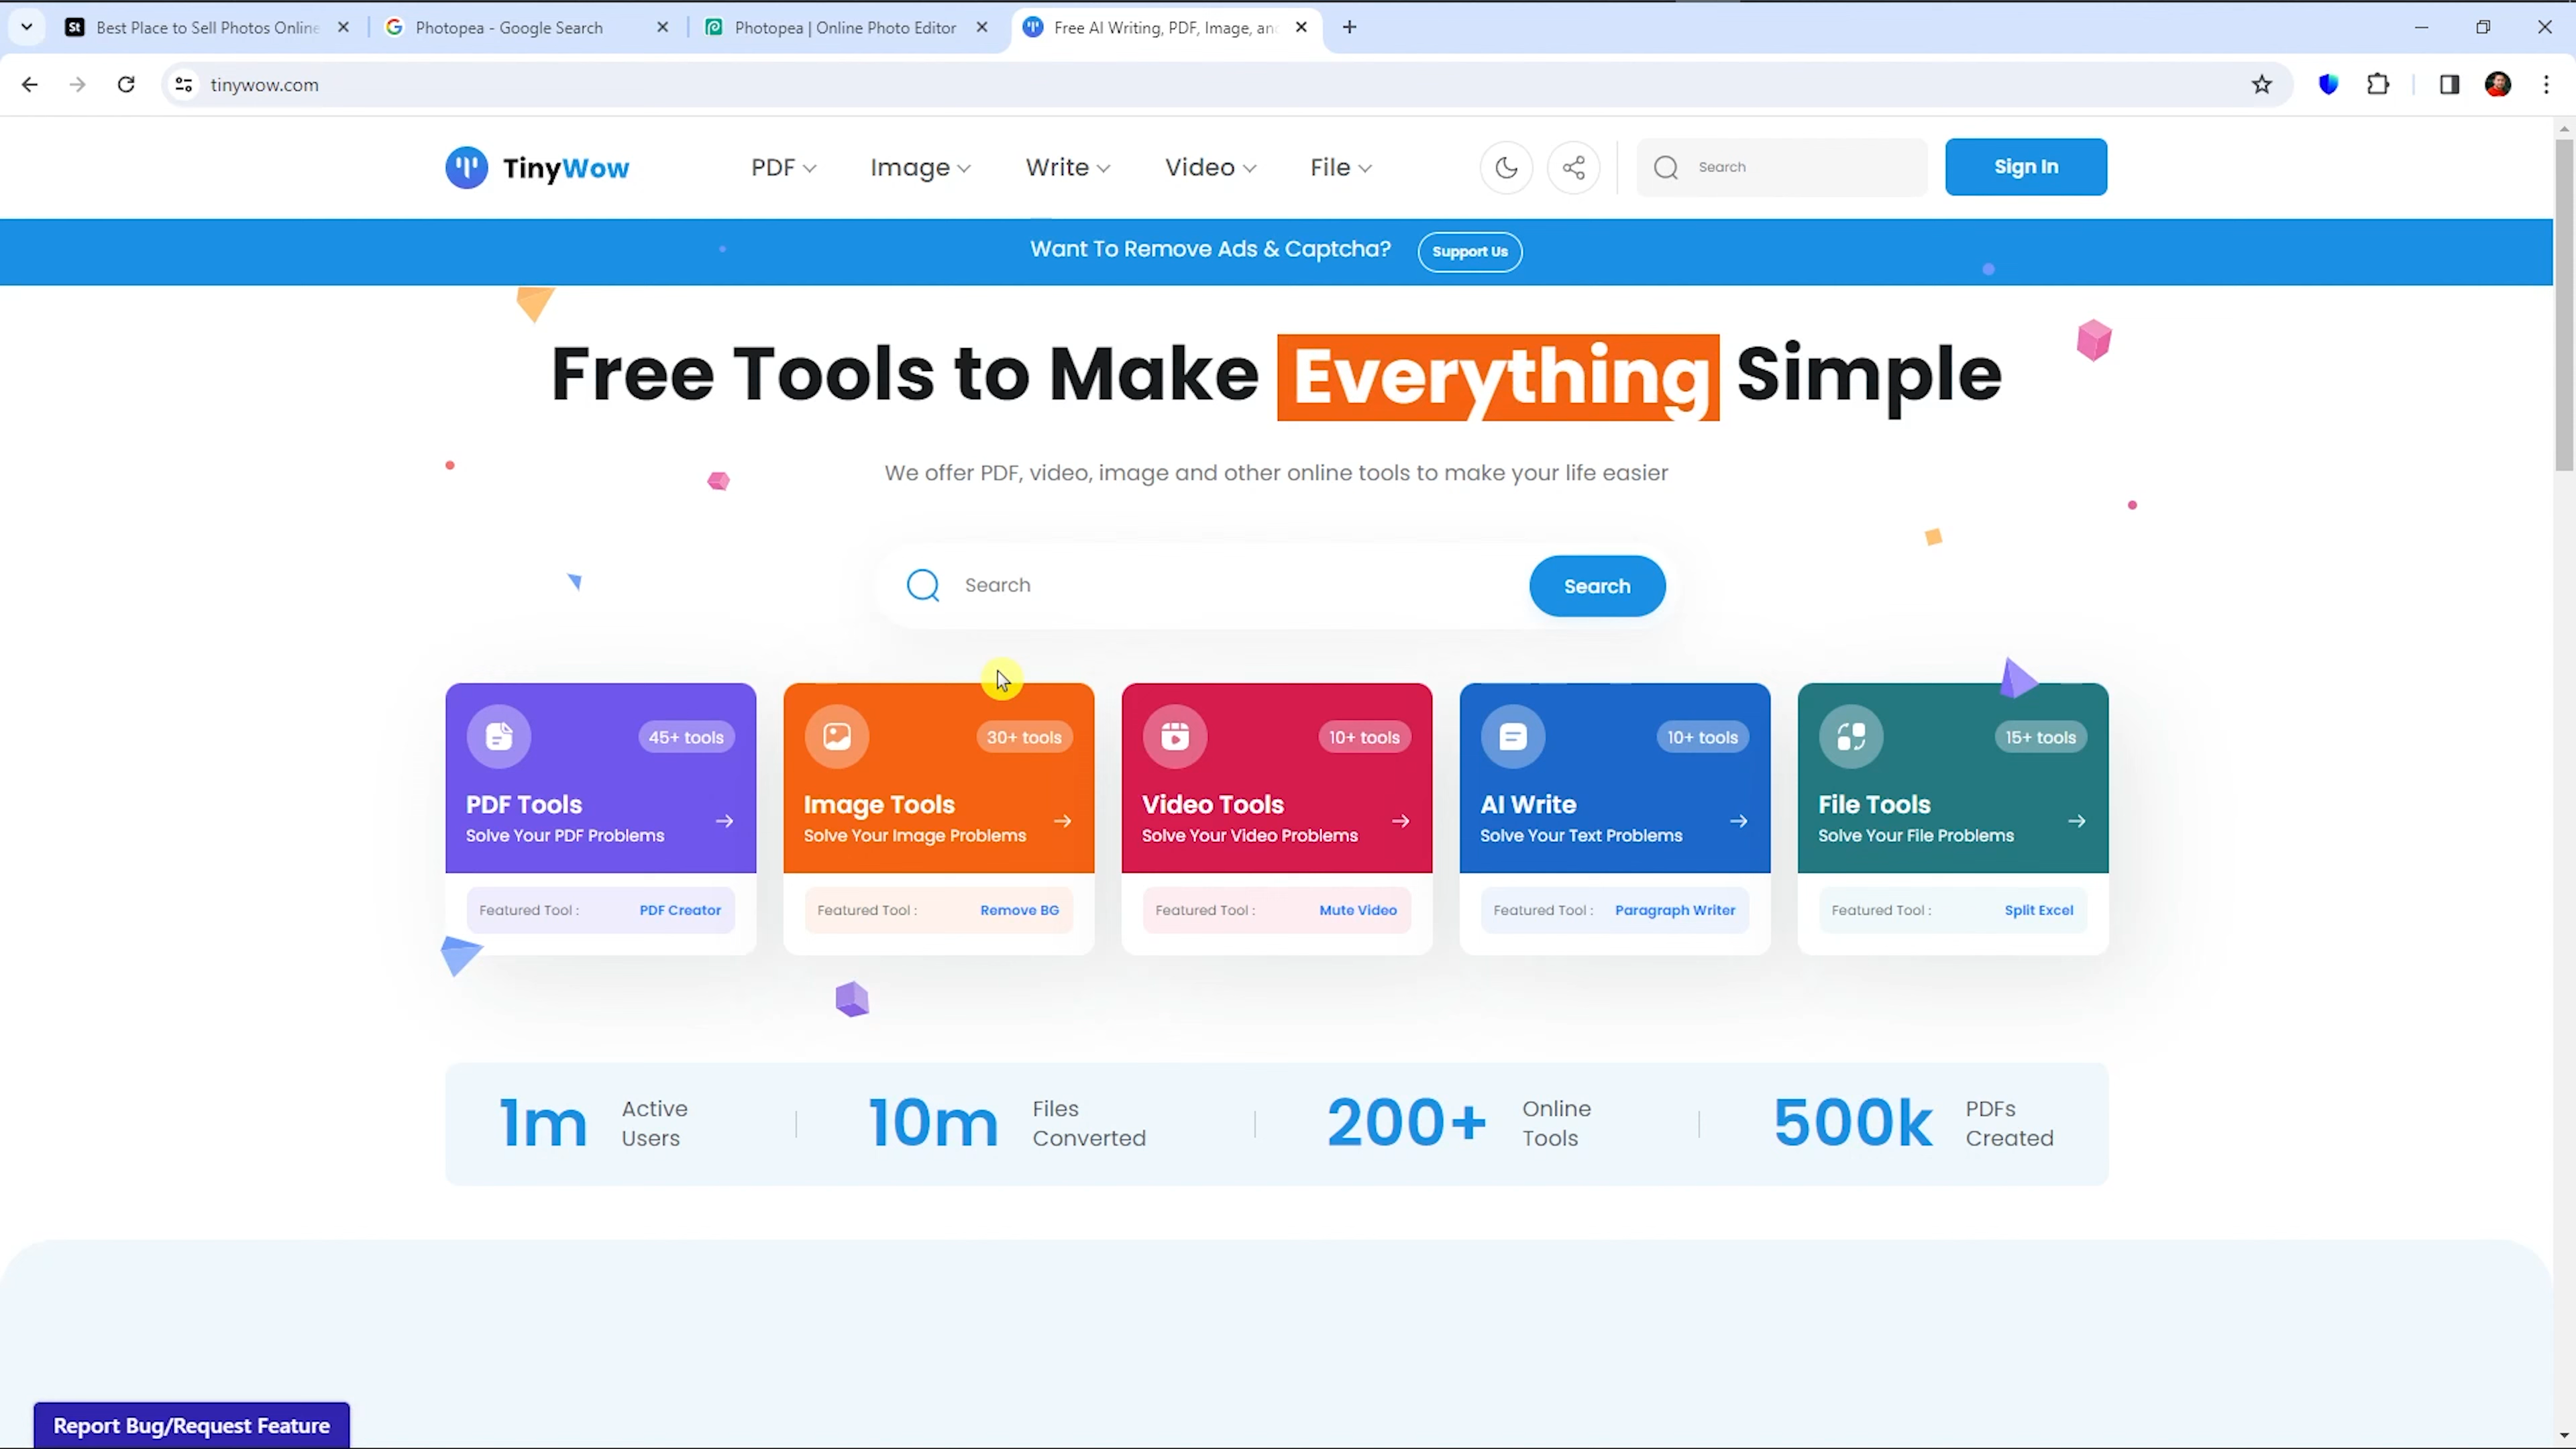 Best Place to Sell Photos Online
Photopea - Google Search
Photopea | Online Photo Editor
Free AI Writing, PDF, Image, an
tinywow.com
TinyWow
PDF
Image
Write
Video
File
Search
Sign In
Want To Remove Ads & Captcha?
Support Us
Free Tools to Make Everything Simple
We offer PDF, video, image and other online tools to make your life easier
Search
Search
45+ tools
PDF Tools
Solve Your PDF Problems
Featured Tool :
PDF Creator
30+ tools
Image Tools
Solve Your Image Problems
Featured Tool :
Remove BG
10+ tools
Video Tools
Solve Your Video Problems
Featured Tool :
Mute Video
10+ tools
AI Write
Solve Your Text Problems
Featured Tool :
Paragraph Writer
15+ tools
File Tools
Solve Your File Problems
Featured Tool :
Split Excel
1m
Active
Users
10m
Files
Converted
200+
Online
Tools
500k
PDFs
Created
Report Bug/Request Feature